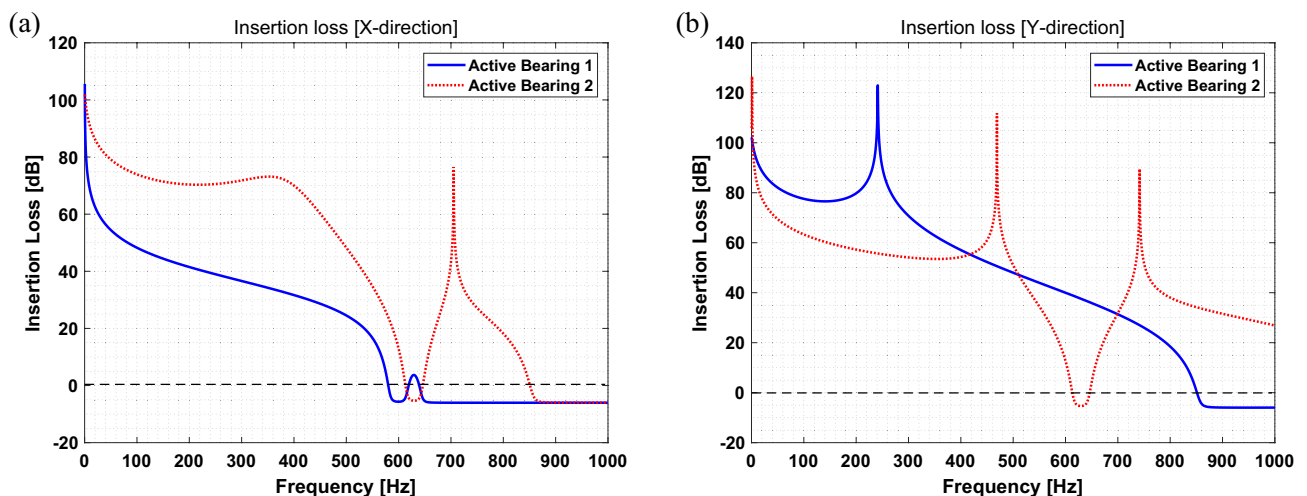 (a)
Insertion loss [X-direction]
Active Bearing 1
Active Bearing 2
Insertion Loss [dB]
120
100
80
60
40
20
0
-20
0 100 200 300 400 500 600 700 800 900 1000
Frequency [Hz]
(b)
Insertion loss [Y-direction]
Active Bearing 1
Active Bearing 2
Insertion Loss [dB]
140
120
100
80
60
40
20
0
-20
0 100 200 300 400 500 600 700 800 900 1000
Frequency [Hz]